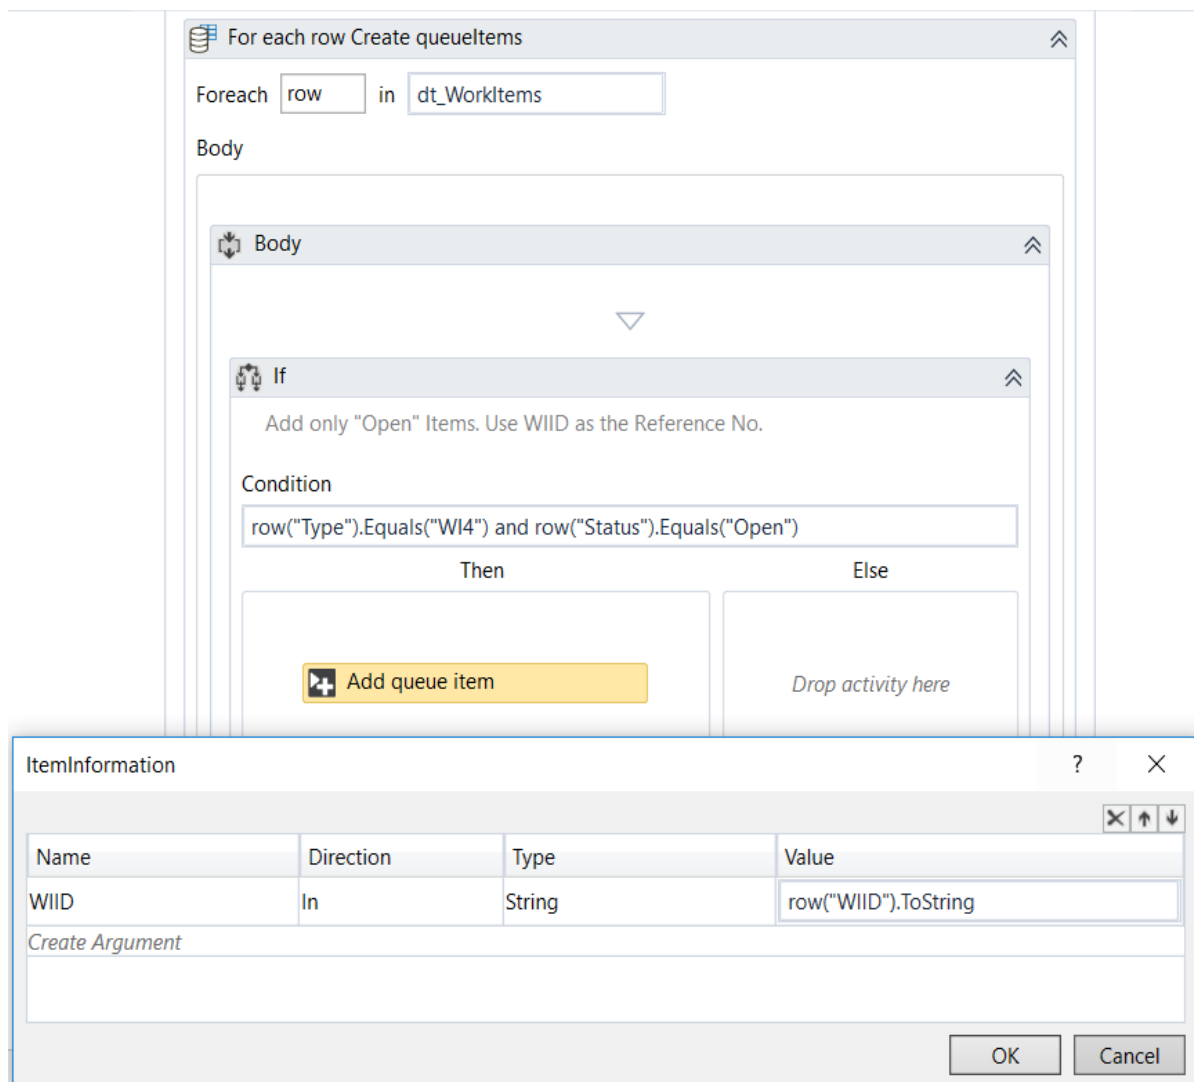 For each row Create queueItems
Foreach row in dt_WorkItems
Body
Body
If
Add only "Open" Items. Use WIID as the Reference No.
Condition
row("Type").Equals("WI4") and row("Status").Equals("Open")
Then Else
Add queue item Drop activity here
ItemInformation ?
Name Direction Type Value
WIID In String row("WIID").ToString
Create Argument
OK Cancel